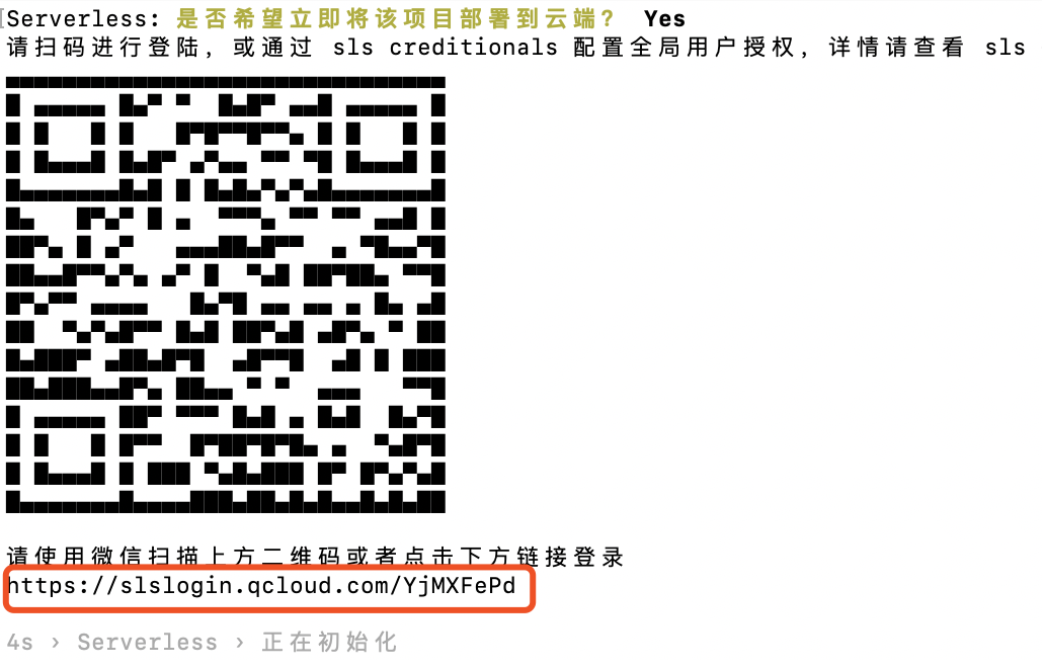 Serverless: 是否希望立即将该项目部署到云端? Yes
请扫码进行登陆, 或通过 sls creditionals 配置全局用户授权, 详情请查看 sls
请使用微信扫描上方二维码或者点击下方链接登录
https://slslogin.qcloud.com/YjMXFePd
4s › Serverless › 正在初始化